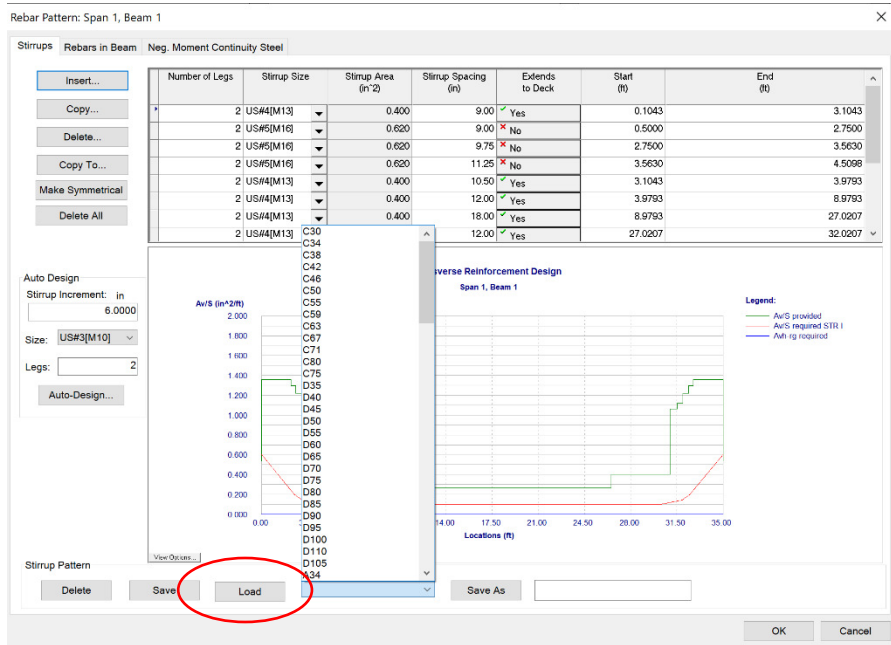 Rebar Pattern: Span 1, Beam 1
Stirrups Rebars in Beam Neg. Moment Continuity Steel
Insert...
Copy...
Delete...
Copy To...
Make Symmetrical
Delete All
Number of Legs Stirrup Size Stirrup Area (in^2) Stirrup Spacing (in) Extends to Deck Start (ft) End (ft)
2 US#4[M13] 0.400 9.00 Yes 0.1043 3.1043
2 US#5[M16] 0.620 9.00 No 0.5000 2.7500
2 US#5[M16] 0.620 9.75 No 2.7500 3.5630
2 US#5[M16] 0.620 11.25 No 3.5630 4.5098
2 US#4[M13] 0.400 10.50 Yes 3.1043 3.9793
2 US#4[M13] 0.400 12.00 Yes 3.9793 8.9793
2 US#4[M13] 0.400 18.00 Yes 8.9793 27.0207
2 US#4[M13] 12.00 Yes 27.0207 32.0207
Auto Design
Stirrup Increment: in
6.0000
Size: US#3[M10]
Legs: 2
Auto-Design...
C30
C34
C38
C42
C46
C50
C55
C59
C63
C67
C71
C80
C75
D35
D40
D45
D50
D55
D60
D65
D70
D75
D80
D85
D90
D95
D100
D110
D105
A34
sverse Reinforcement Design
Span 1, Beam 1
Av/S (in^2/ft)
2.000
1.800
1.600
1.400
1.200
1.000
0.800
0.600
0.400
0.200
0.000
0.00 14.00 17.50 21.00 24.50 28.00 31.50 35.00
Locations (ft)
Legend:
Av/S provided
Av/S required STR I
Avh-rg required
View Options...
Stirrup Pattern
Delete Save Load Save As
OK Cancel